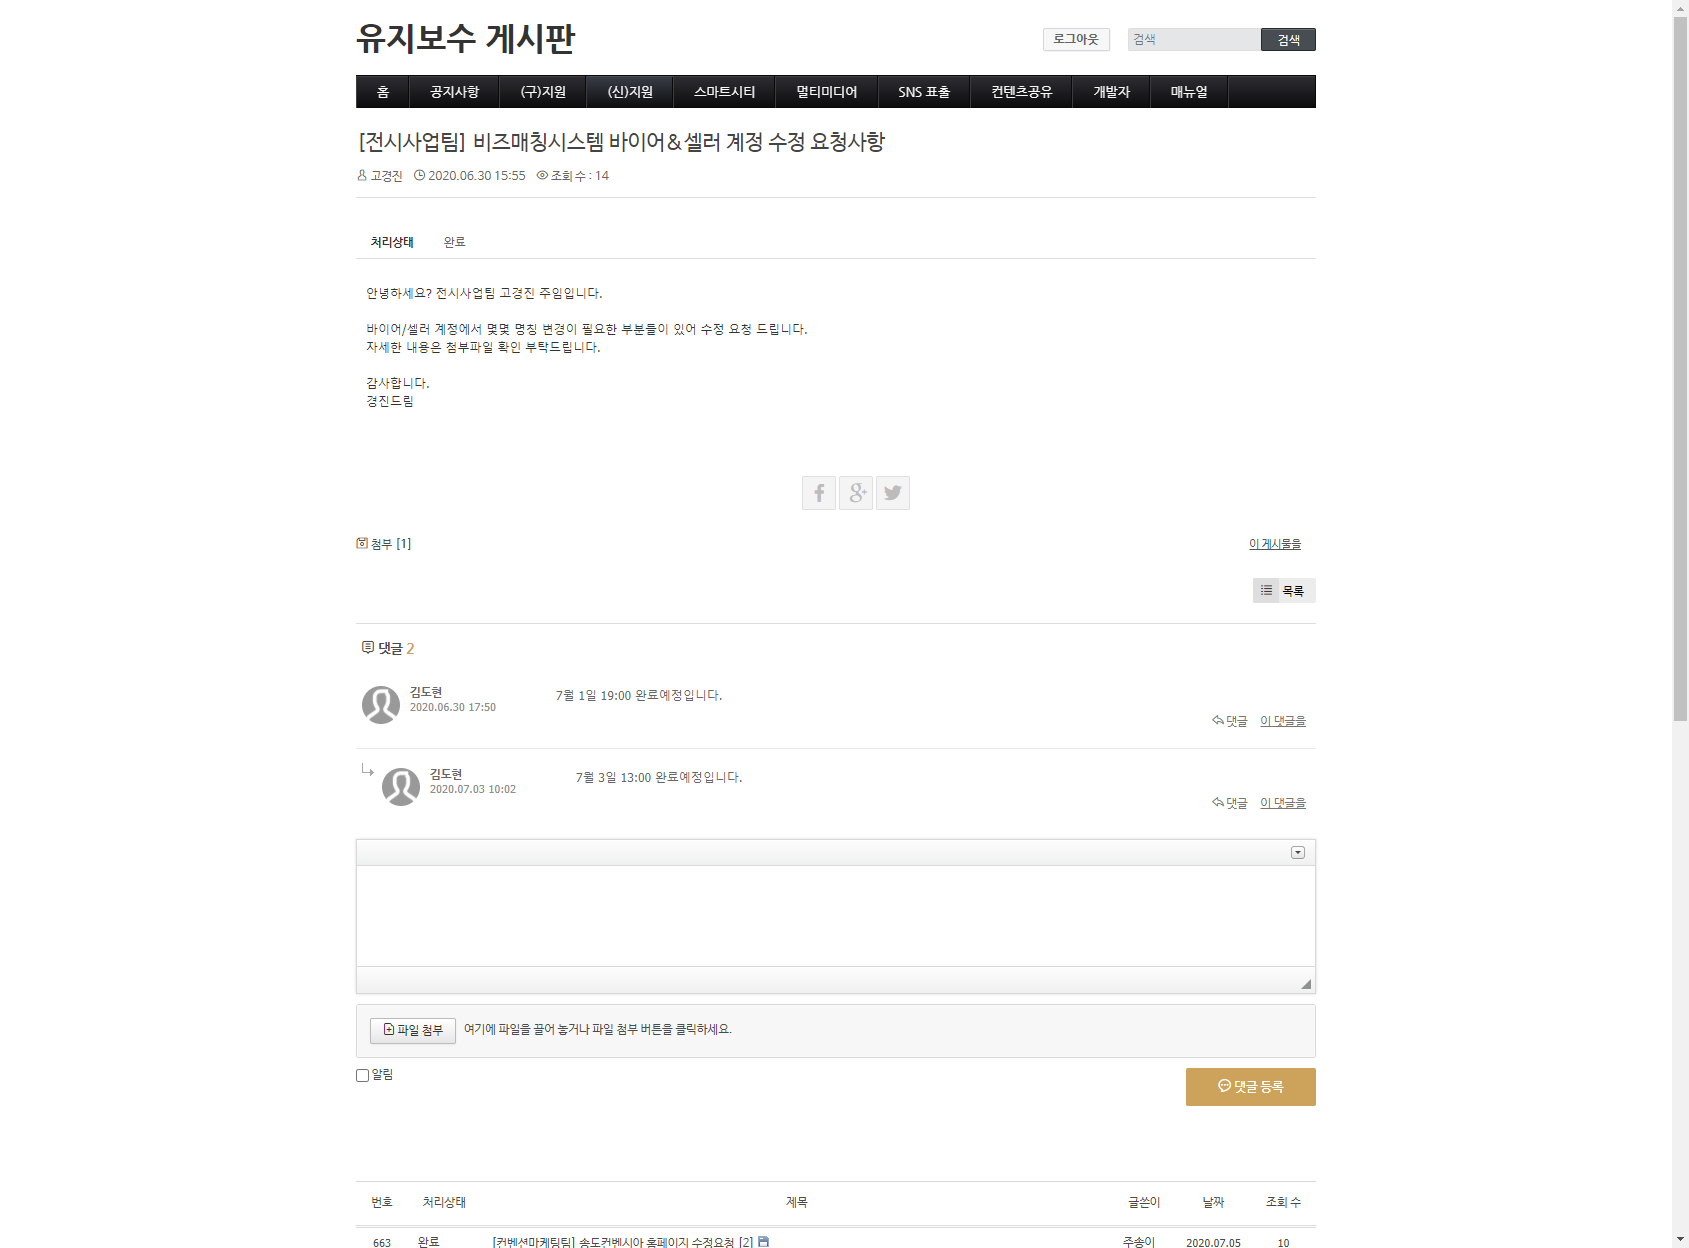 유지보수 게시판
로그아웃
검색
검색
홈
공지사항
(구)지원
(신)지원
스마트시티
멀티미디어
SNS 표출
컨텐츠공유
개발자
매뉴얼
[전시사업팀] 비즈매칭시스템 바이어&셀러 계정 수정 요청사항
고경진 2020.06.30 15:55 조회 수 : 14
처리상태 완료
안녕하세요? 전시사업팀 고경진 주임입니다.
바이어/셀러 계정에서 몇몇 명칭 변경이 필요한 부분들이 있어 수정 요청 드립니다.
자세한 내용은 첨부파일 확인 부탁드립니다.
감사합니다.
경진드림
첨부 [1]
이 게시물을
목록
댓글 2
김도현
2020.06.30 17:50
7월 1일 19:00 완료예정입니다.
댓글 이 댓글을
김도현
2020.07.03 10:02
7월 3일 13:00 완료예정입니다.
댓글 이 댓글을
파일 첨부 여기에 파일을 끌어 놓거나 파일 첨부 버튼을 클릭하세요.
알림
댓글 등록
번호 처리상태 제목 글쓴이 날짜 조회 수
663 완료 [컨벤션마케팅팀] 송도컨벤시아 홈페이지 수정요청 [2] 주송이 2020.07.05 10